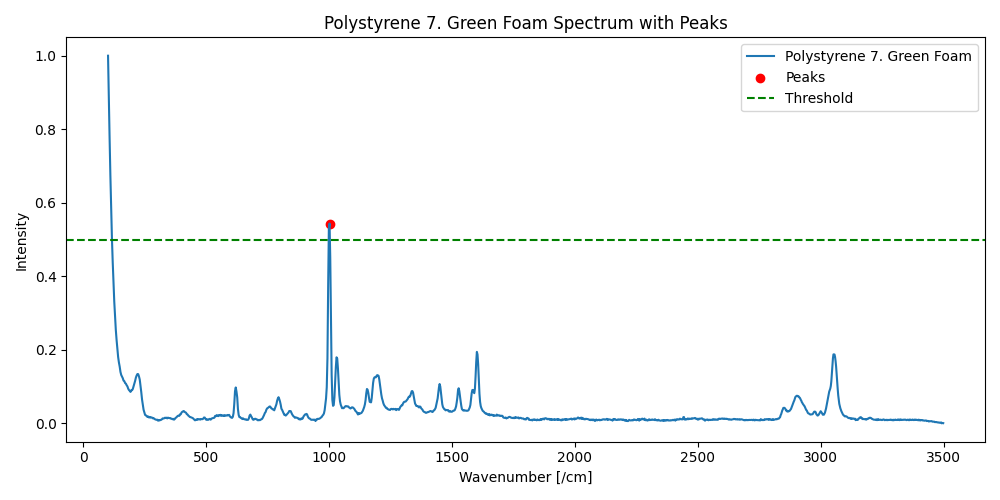 Polystyrene 7. Green Foam Spectrum with Peaks
Polystyrene 7. Green Foam
Peaks
Threshold
1.0
0.8
0.6
0.4
0.2
0.0
Intensity
0 500 1000 1500 2000 2500 3000 3500
Wavenumber [/cm]